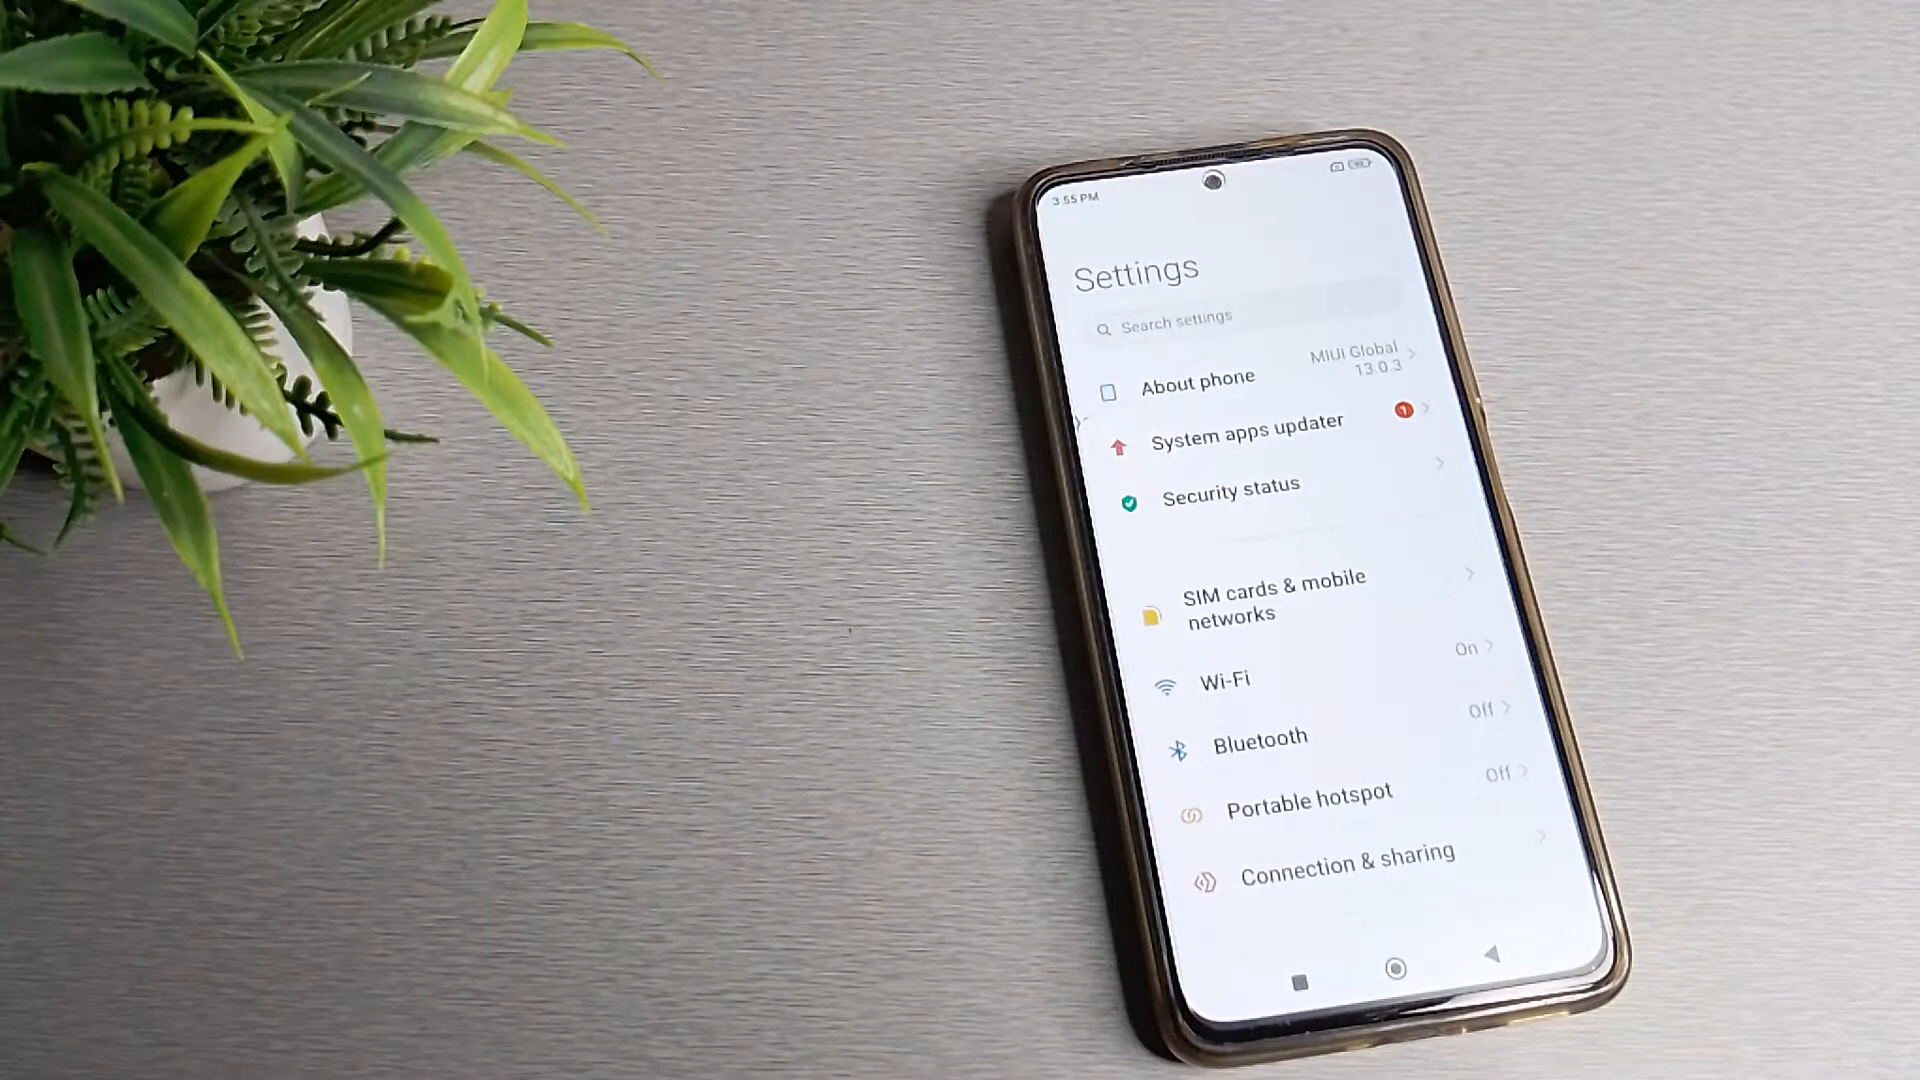 3:55 PM
Settings
Search settings
About phone
MIUI Global
13.0.3
System apps updater
1
Security status
SIM cards & mobile
networks
Wi-Fi
On
Bluetooth
Off
Portable hotspot
Off
Connection & sharing